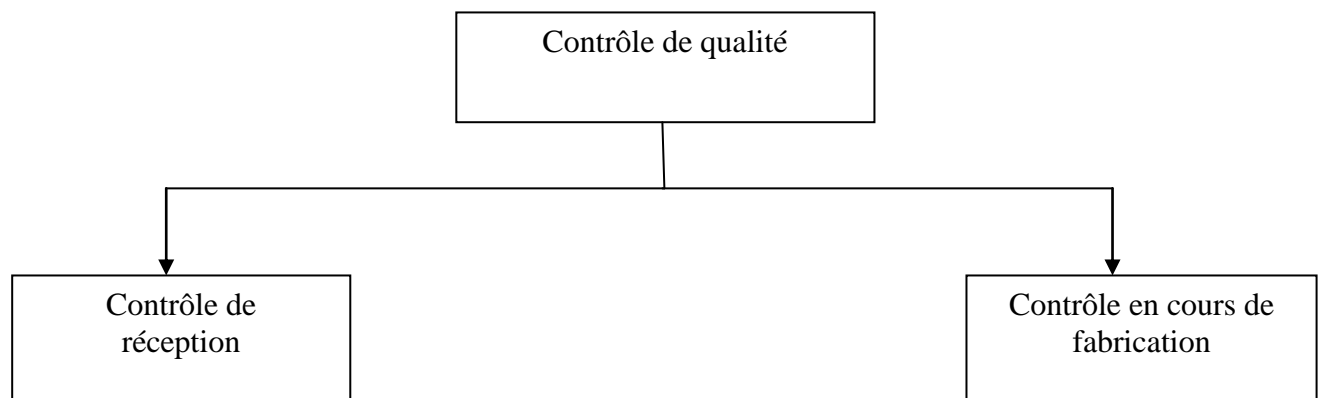 Contrôle de qualité
Contrôle de
réception
Contrôle en cours de
fabrication